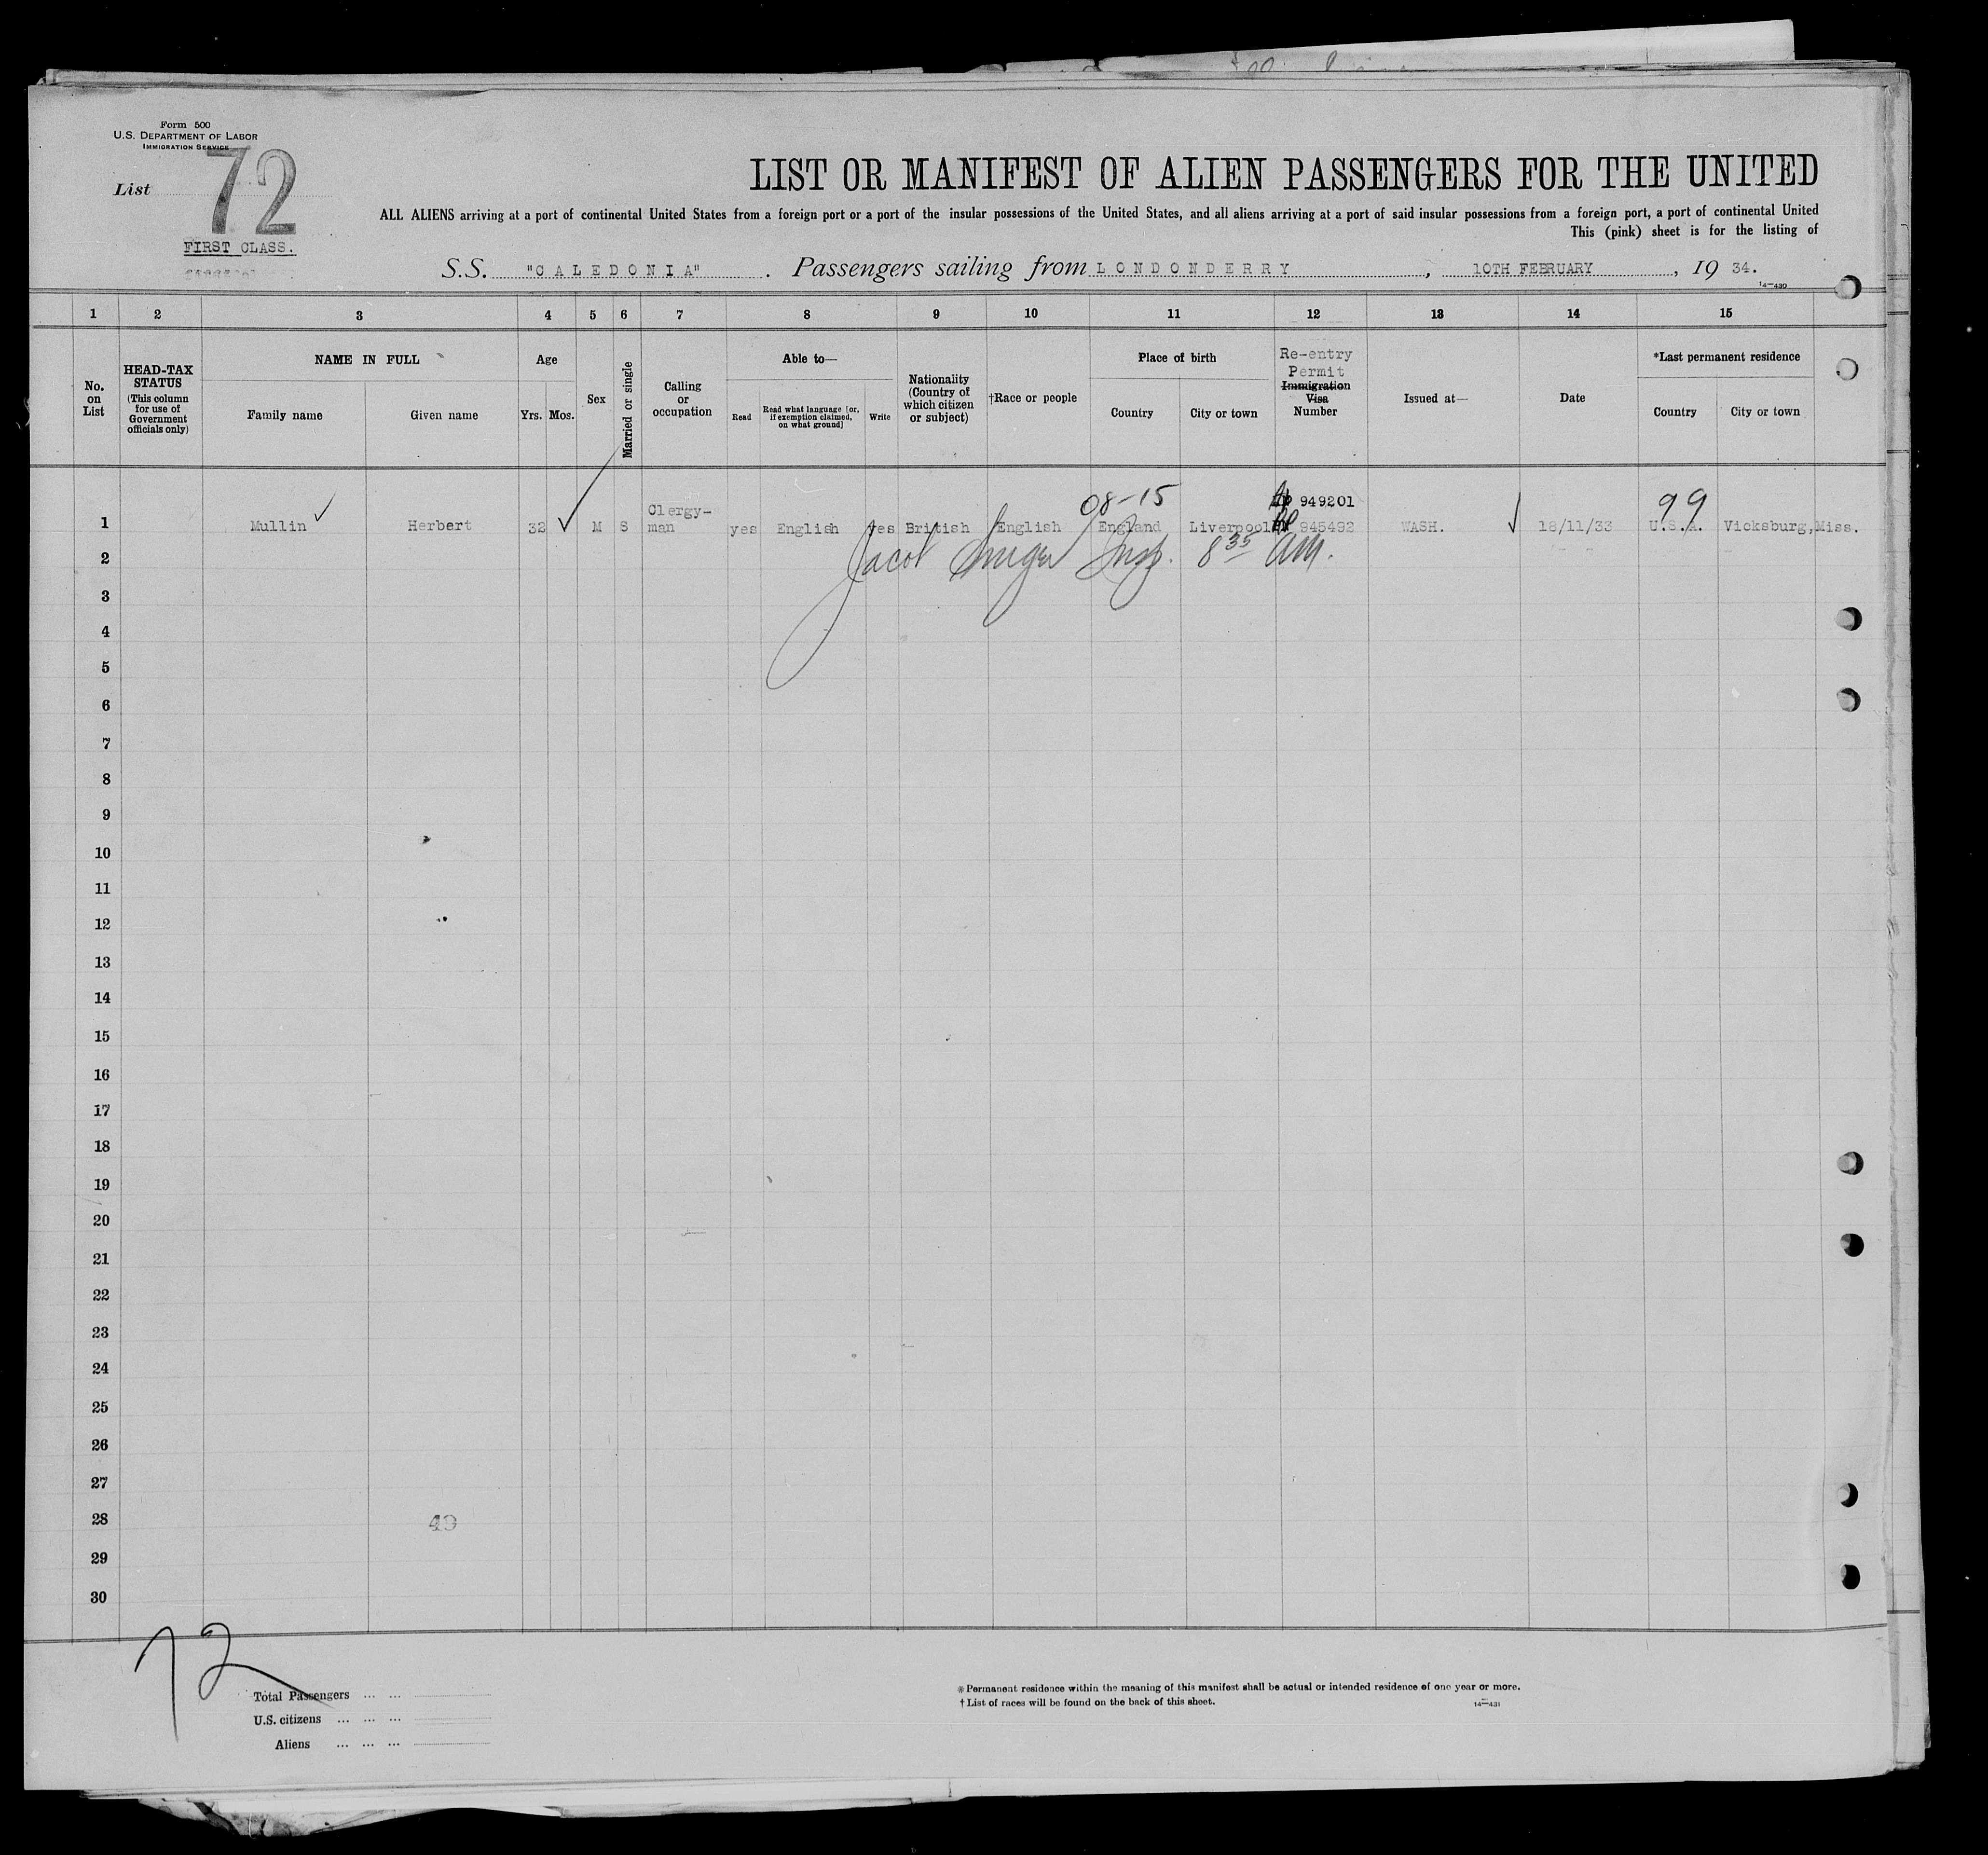 Form 500
U.S. DEPARTMENT OF LABOR
IMMIGRATION SERVICE
List 72
FIRST CLASS.
LIST OR MANIFEST OF ALIEN PASSENGERS FOR THE UNITED
ALL ALIENS arriving at a port of continental United States from a foreign port or a port of the insular possessions of the United States, and all aliens arriving at a port of said insular possessions from a foreign port, a port of continental United
This (pink) sheet is for the listing of
S.S. "CALEDONIA". Passengers sailing from LONDONDERRY, 10TH FEBRUARY, 19 34.
14—430
1 2 3 4 5 6 7 8 9 10 11 12 13 14 15
No. on List
HEAD-TAX STATUS (This column for use of Government officials only)
NAME IN FULL
Family name
Given name
Age
Yrs. Mos.
Sex
Married or single
Calling or occupation
Able to—
Read
Read what language [or, if exemption claimed, on what ground]
Write
Nationality (Country of which citizen or subject)
†Race or people
Place of birth
Country
City or town
Re-entry Permit
Immigration Visa Number
Issued at—
Date
*Last permanent residence
Country
City or town
08-15 949201 99
1 Mullin Herbert 32 M S Clergy-man yes English yes British English England Liverpool 945492 WASH. 18/11/33 U.S.A. Vicksburg, Miss.
Jacob Insp. 8 35 AM.
2
3
4
5
6
7
8
9
10
11
12
13
14
15
16
17
18
19
20
21
22
23
24
25
26
27
28
49
29
30
72
Total Passengers ... ...
U.S. citizens ... ... ...
Aliens ... ... ...
*Permanent residence within the meaning of this manifest shall be actual or intended residence of one year or more.
†List of races will be found on the back of this sheet.
14—431